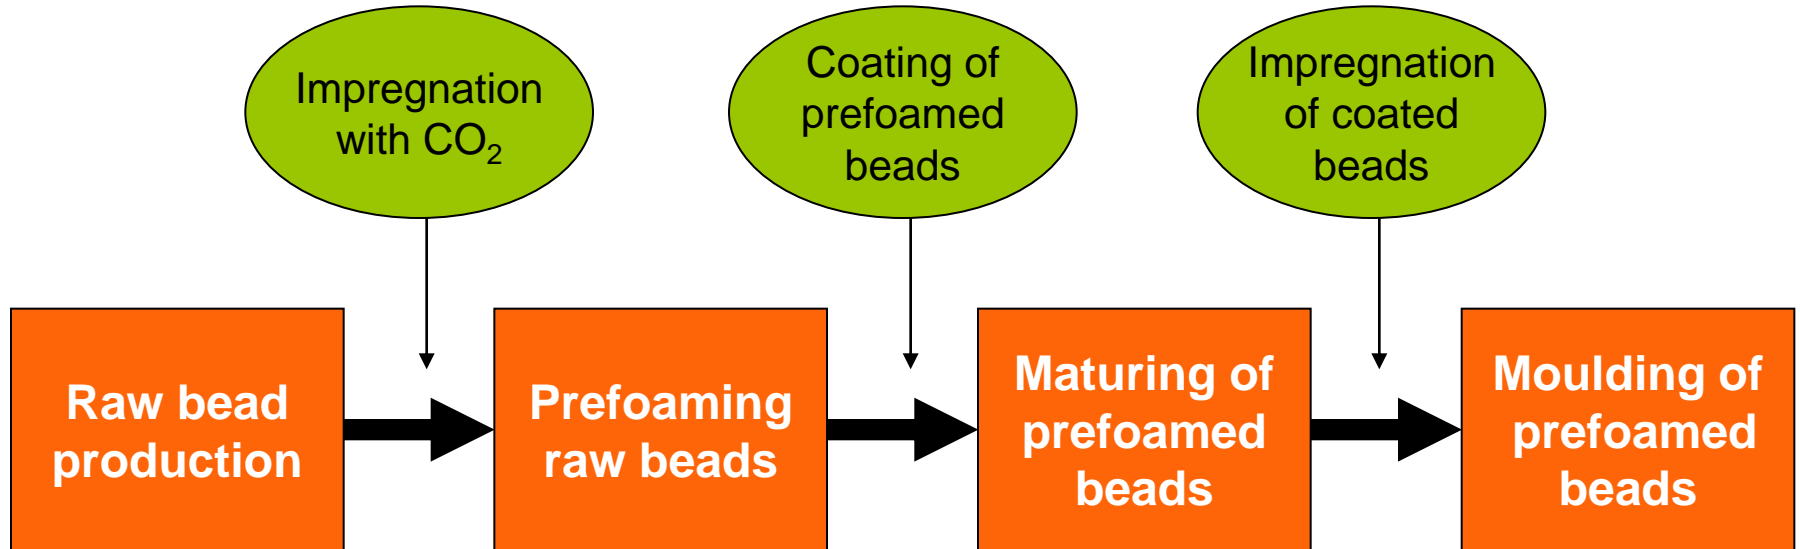 Impregnation
with CO₂
Coating of
prefoamed
beads
Impregnation
of coated
beads
Raw bead
production
Prefoaming
raw beads
Maturing of
prefoamed
beads
Moulding of
prefoamed
beads